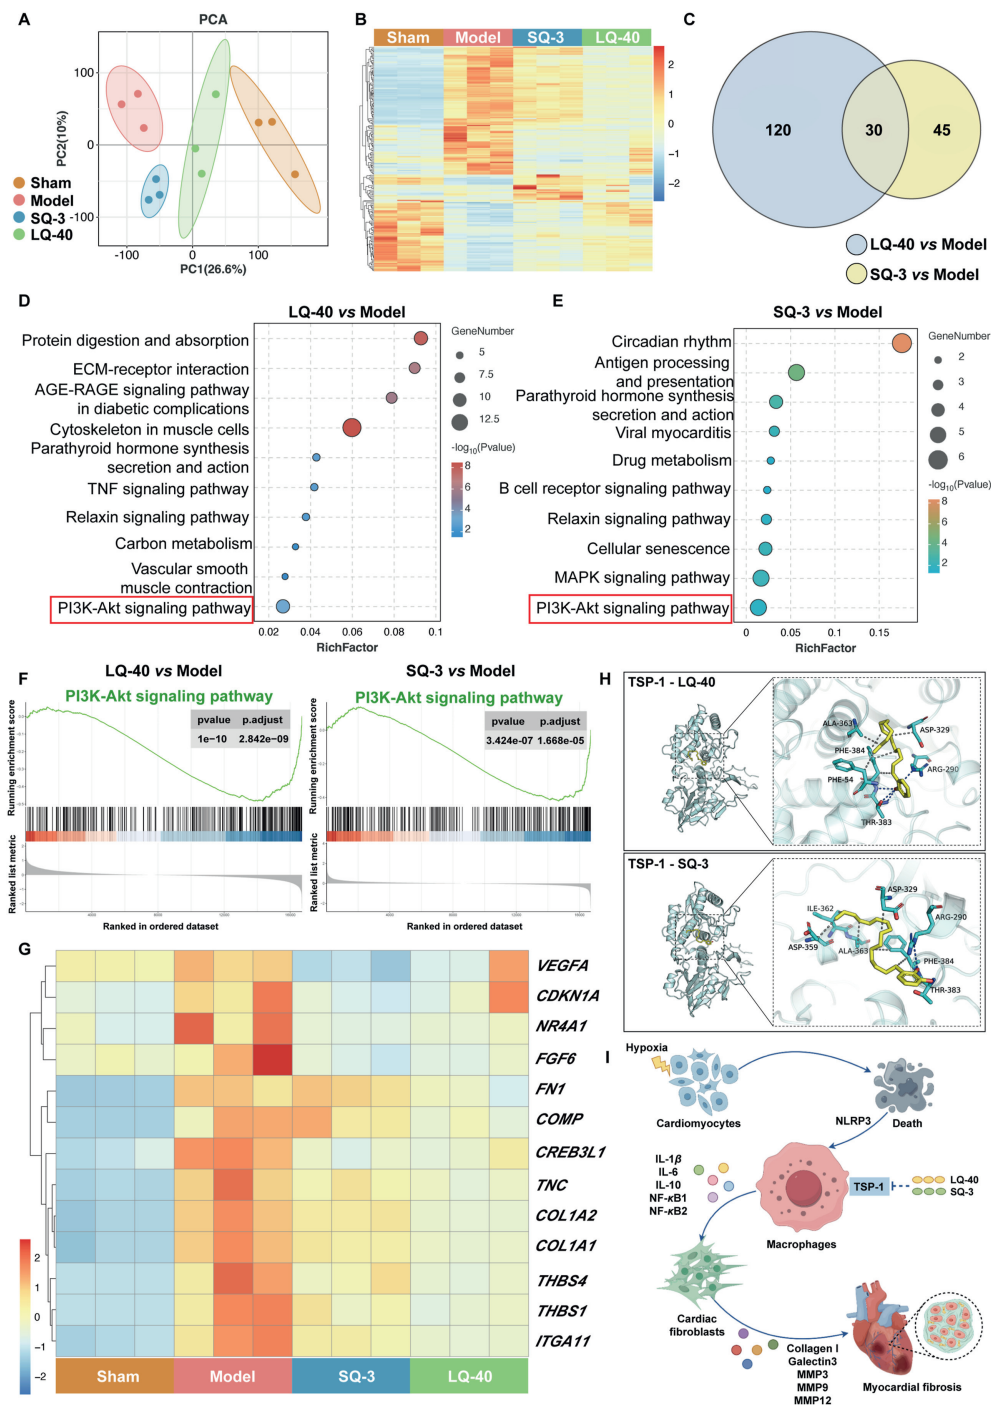 A
PCA
PC2(10%)
100
0
-100
-100
0
100
PC1(26.6%)
Sham
Model
SQ-3
LQ-40
B
Sham
Model
SQ-3
LQ-40
2
1
0
−1
−2
C
120
30
45
LQ-40 vs Model
SQ-3 vs Model
D
LQ-40 vs Model
Protein digestion and absorption
ECM-receptor interaction
AGE-RAGE signaling pathway
in diabetic complications
Cytoskeleton in muscle cells
Parathyroid hormone synthesis
secretion and action
TNF signaling pathway
Relaxin signaling pathway
Carbon metabolism
Vascular smooth
muscle contraction
PI3K-Akt signaling pathway
0.02
0.04
0.06
0.08
0.1
RichFactor
GeneNumber
5
7.5
10
12.5
-log10(Pvalue)
8
6
4
2
E
SQ-3 vs Model
Circadian rhythm
Antigen processing
and presentation
Parathyroid hormone synthesis
secretion and action
Viral myocarditis
Drug metabolism
B cell receptor signaling pathway
Relaxin signaling pathway
Cellular senescence
MAPK signaling pathway
PI3K-Akt signaling pathway
0
0.05
0.1
0.15
RichFactor
GeneNumber
2
3
4
5
6
-log10(Pvalue)
8
6
4
2
F
LQ-40 vs Model
PI3K-Akt signaling pathway
pvalue p.adjust
1e−10 2.842e−09
Running enrichment score
Ranked list metric
Ranked in ordered dataset
SQ-3 vs Model
PI3K-Akt signaling pathway
pvalue p.adjust
3.424e-07 1.668e-05
Running enrichment score
Ranked list metric
Ranked in ordered dataset
G
VEGFA
CDKN1A
NR4A1
FGF6
FN1
COMP
CREB3L1
TNC
COL1A2
COL1A1
THBS4
THBS1
ITGA11
2
1
0
−1
−2
Sham
Model
SQ-3
LQ-40
H
TSP-1 - LQ-40
ALA-363
ASP-329
PHE-384
ARG-290
PHE-54
THR-383
TSP-1 - SQ-3
ASP-329
ILE-362
ARG-290
ASP-359
ALA-363
PHE-384
THR-383
I
Hypoxia
Cardiomyocytes
NLRP3
Death
IL-1β
IL-6
IL-10
NF-κB1
NF-κB2
TSP-1
LQ-40
SQ-3
Macrophages
Cardiac
fibroblasts
Collagen I
Galectin3
MMP3
MMP9
MMP12
Myocardial fibrosis